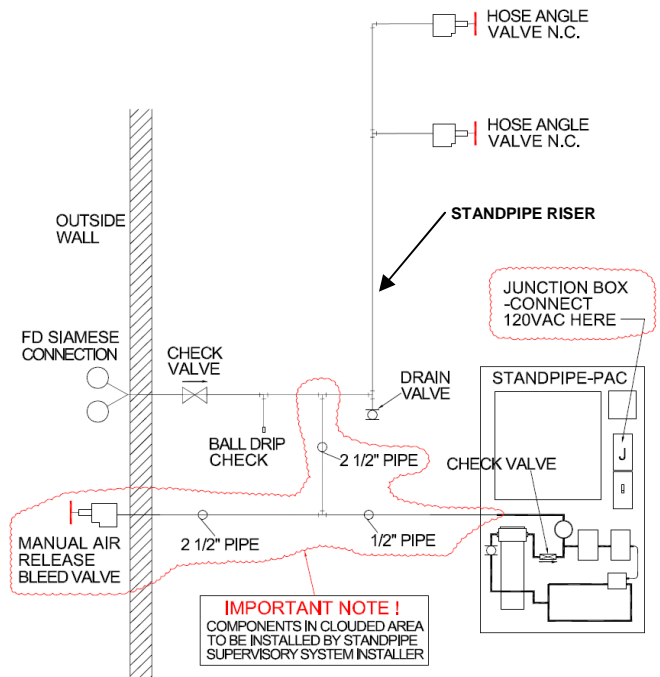 HOSE ANGLE
VALVE N.C.
HOSE ANGLE
VALVE N.C.
OUTSIDE
WALL
STANDPIPE RISER
JUNCTION BOX
-CONNECT
120VAC HERE
FD SIAMESE
CONNECTION
CHECK
VALVE
DRAIN
VALVE
STANDPIPE-PAC
BALL DRIP
CHECK
2 1/2" PIPE
CHECK VALVE
J
MANUAL AIR
RELEASE
BLEED VALVE
2 1/2" PIPE
1/2" PIPE
IMPORTANT NOTE !
COMPONENTS IN CLOUDED AREA
TO BE INSTALLED BY STANDPIPE
SUPERVISORY SYSTEM INSTALLER